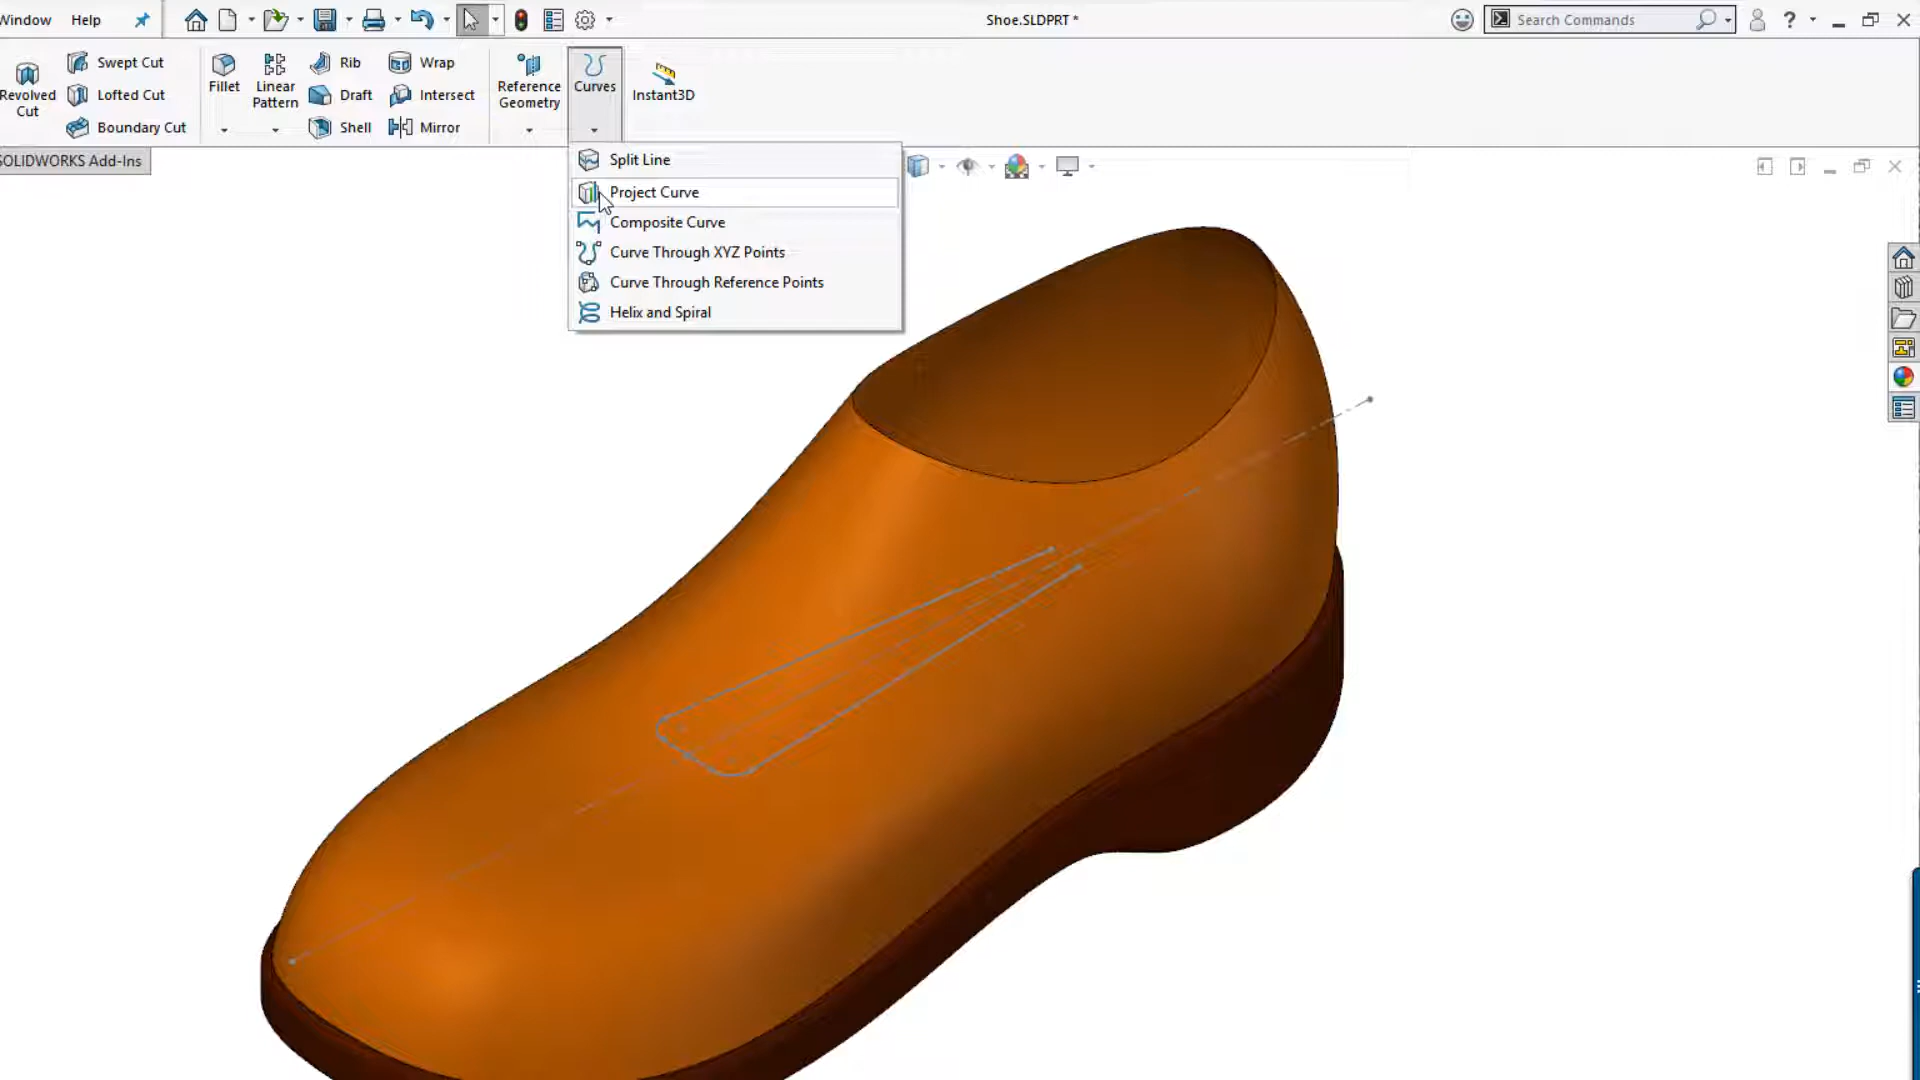 Window Help
Shoe.SLDPRT *
Search Commands
?
Revolved Cut
Swept Cut
Lofted Cut
Boundary Cut
Fillet
Linear Pattern
Rib
Draft
Shell
Wrap
Intersect
Mirror
Reference Geometry
Curves
Instant3D
SOLIDWORKS Add-Ins
Split Line
Project Curve
Composite Curve
Curve Through XYZ Points
Curve Through Reference Points
Helix and Spiral